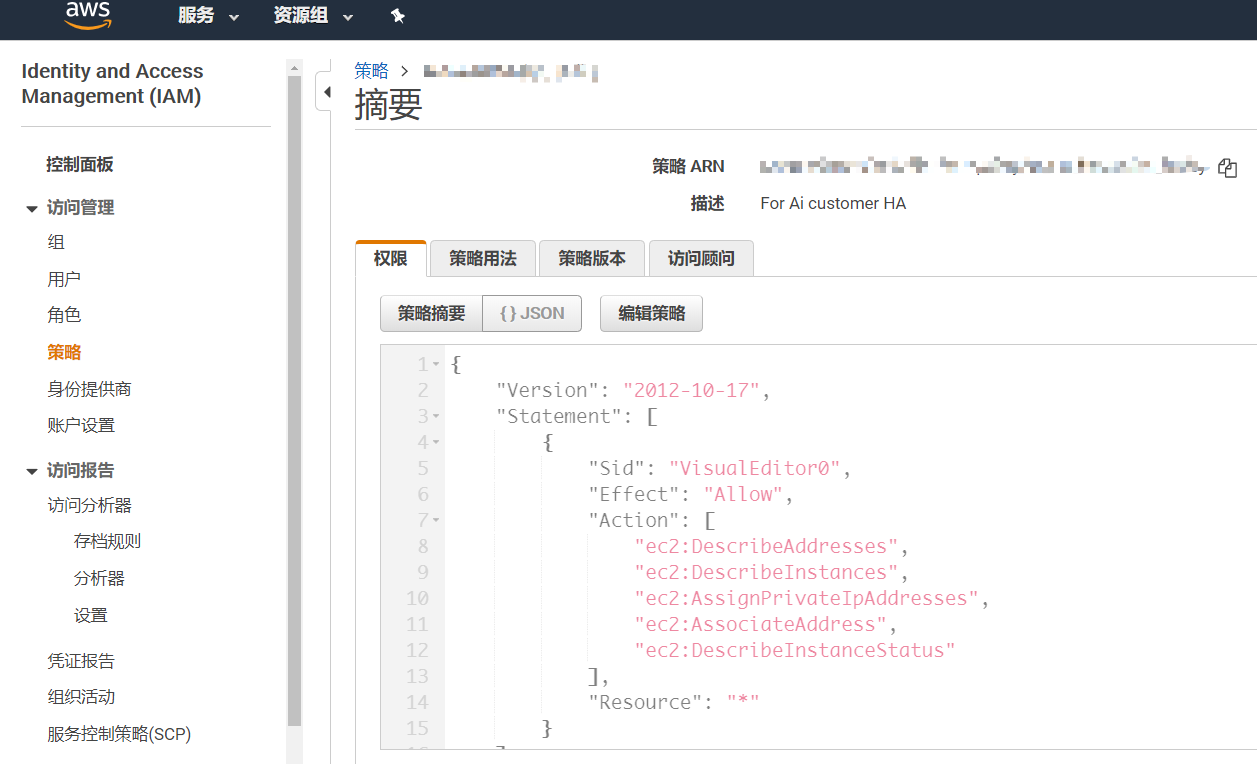 aws 服务 资源组
Identity and Access
Management (IAM)
控制面板
访问管理
组
用户
角色
策略
身份提供商
账户设置
访问报告
访问分析器
存档规则
分析器
设置
凭证报告
组织活动
服务控制策略(SCP)
策略 >
摘要
策略 ARN
描述 For Ai customer HA
权限 策略用法 策略版本 访问顾问
策略摘要 {} JSON 编辑策略
1 {
2 "Version": "2012-10-17",
3 "Statement": [
4 {
5 "Sid": "VisualEditor0",
6 "Effect": "Allow",
7 "Action": [
8 "ec2:DescribeAddresses",
9 "ec2:DescribeInstances",
10 "ec2:AssignPrivateIpAddresses",
11 "ec2:AssociateAddress",
12 "ec2:DescribeInstanceStatus"
13 ],
14 "Resource": "*"
15 }